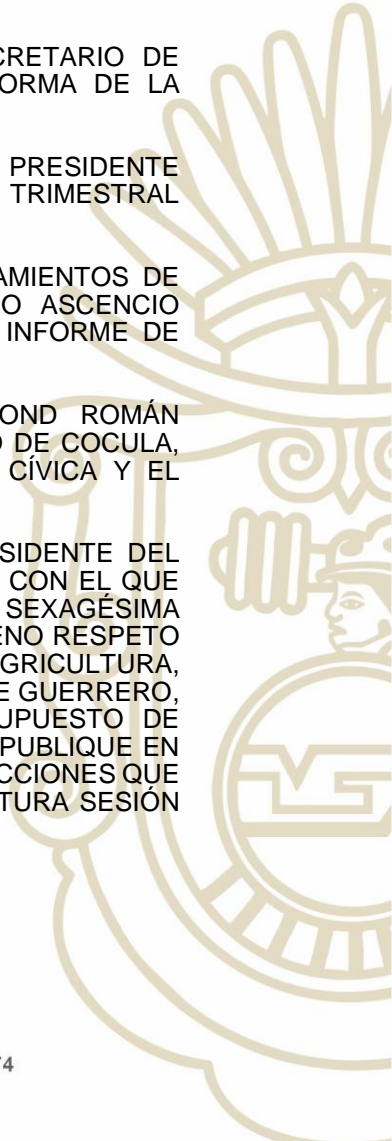 CRETARIO DE
ORMA DE LA
PRESIDENTE
TRIMESTRAL
AMIENTOS DE
O ASCENCIO
INFORME DE
OND ROMÁN
O DE COCULA,
CÍVICA Y EL
SIDENTE DEL
CON EL QUE
SEXAGÉSIMA
ENO RESPETO
GRICULTURA,
E GUERRERO,
UPUESTO DE
PUBLIQUE EN
CCIONES QUE
TURA SESIÓN
74